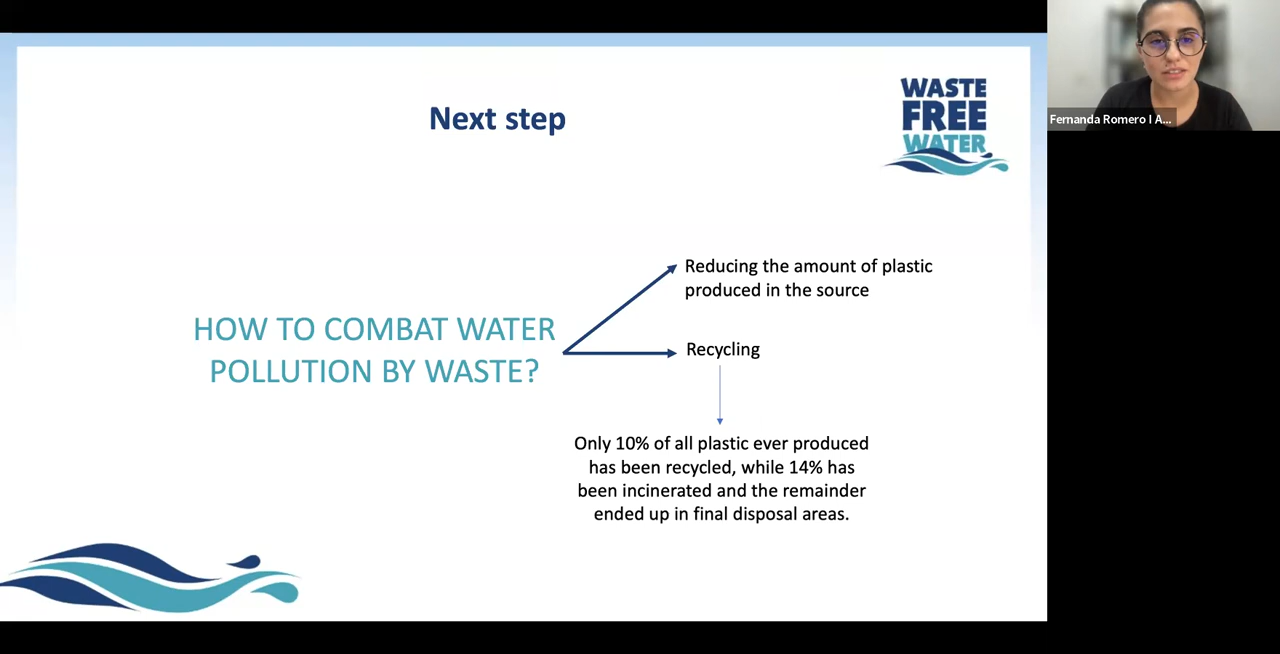 Next step
WASTE
FREE
WATER
Fernanda Romero I A...
HOW TO COMBAT WATER
POLLUTION BY WASTE?
Reducing the amount of plastic
produced in the source
Recycling
Only 10% of all plastic ever produced
has been recycled, while 14% has
been incinerated and the remainder
ended up in final disposal areas.